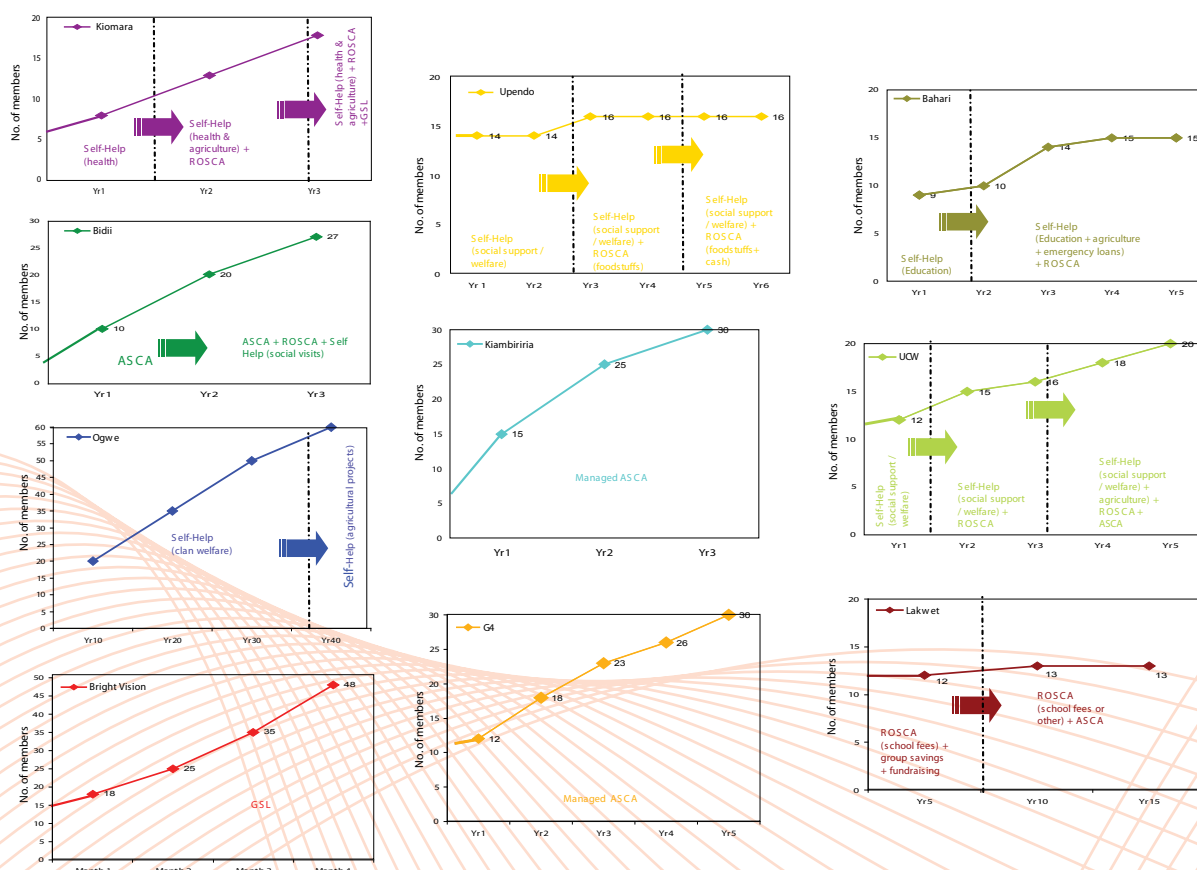 Kiomara
No. of members
20
15
10
5
0
Self-Help
(health)
Self-Help
(health &
agriculture) +
ROSCA
Self-Help (health &
agriculture) + ROSCA
+GSL
Yr1 Yr2 Yr3
Bidii
No. of members
30
25
20
15
10
5
0
10
20
27
ASCA
ASCA + ROSCA + Self
Help (social visits)
Yr1 Yr2 Yr3
Ogwe
No. of members
60
55
50
45
40
35
30
25
20
15
10
5
0
Self-Help
(clan welfare)
Self-Help (agricultural projects)
Yr10 Yr20 Yr30 Yr40
Bright Vision
No. of members
50
45
40
35
30
25
20
15
10
5
0
18
25
35
48
GSL
Month 1 Month 2 Month 3 Month 4
Upendo
No. of members
20
15
10
5
0
14 14 16 16 16 16
Self-Help
(social support /
welfare)
Self-Help
(social support
/ welfare) +
ROSCA
(foodstuffs)
Self-Help
(social support
/ welfare) +
ROSCA
(foodstuffs+
cash)
Yr 1 Yr2 Yr3 Yr4 Yr5 Yr6
Kiambiriria
No. of members
30
25
20
15
10
5
0
15
25
30
Managed ASCA
Yr1 Yr2 Yr3
G4
No. of members
30
25
20
15
10
5
0
12
18
23
26
30
Managed ASCA
Yr1 Yr2 Yr3 Yr4 Yr5
Bahari
No. of members
20
15
10
5
0
9
10
14
15
15
Self-Help
(Education)
Self-Help
(Education + agriculture
+ emergency loans)
+ ROSCA
Yr1 Yr2 Yr3 Yr4 Yr5
UCW
No. of members
20
15
10
5
0
12
15
16
18
20
Self-Help
(social support /
welfare)
Self-Help
(social support
/ welfare) +
ROSCA
Self-Help
(social support
/ welfare) +
agriculture) +
ROSCA +
ASCA
Yr1 Yr2 Yr3 Yr4 Yr5
Lakwet
No. of members
20
15
10
5
0
12
13
13
ROSCA
(school fees) +
group savings
+ fundraising
ROSCA
(school fees or
other) + ASCA
Yr5 Yr10 Yr15